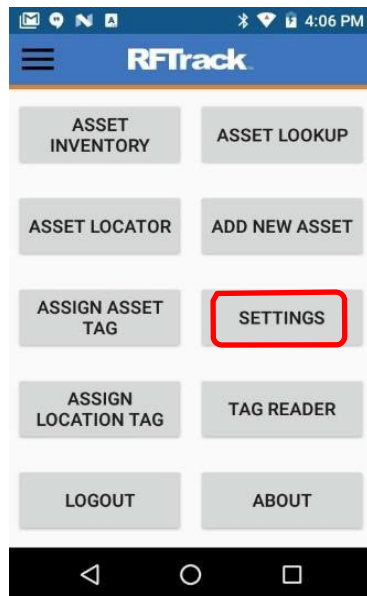 4:06 PM
RFTrack
ASSET
INVENTORY
ASSET LOOKUP
ASSET LOCATOR
ADD NEW ASSET
ASSIGN ASSET
TAG
SETTINGS
ASSIGN
LOCATION TAG
TAG READER
LOGOUT
ABOUT